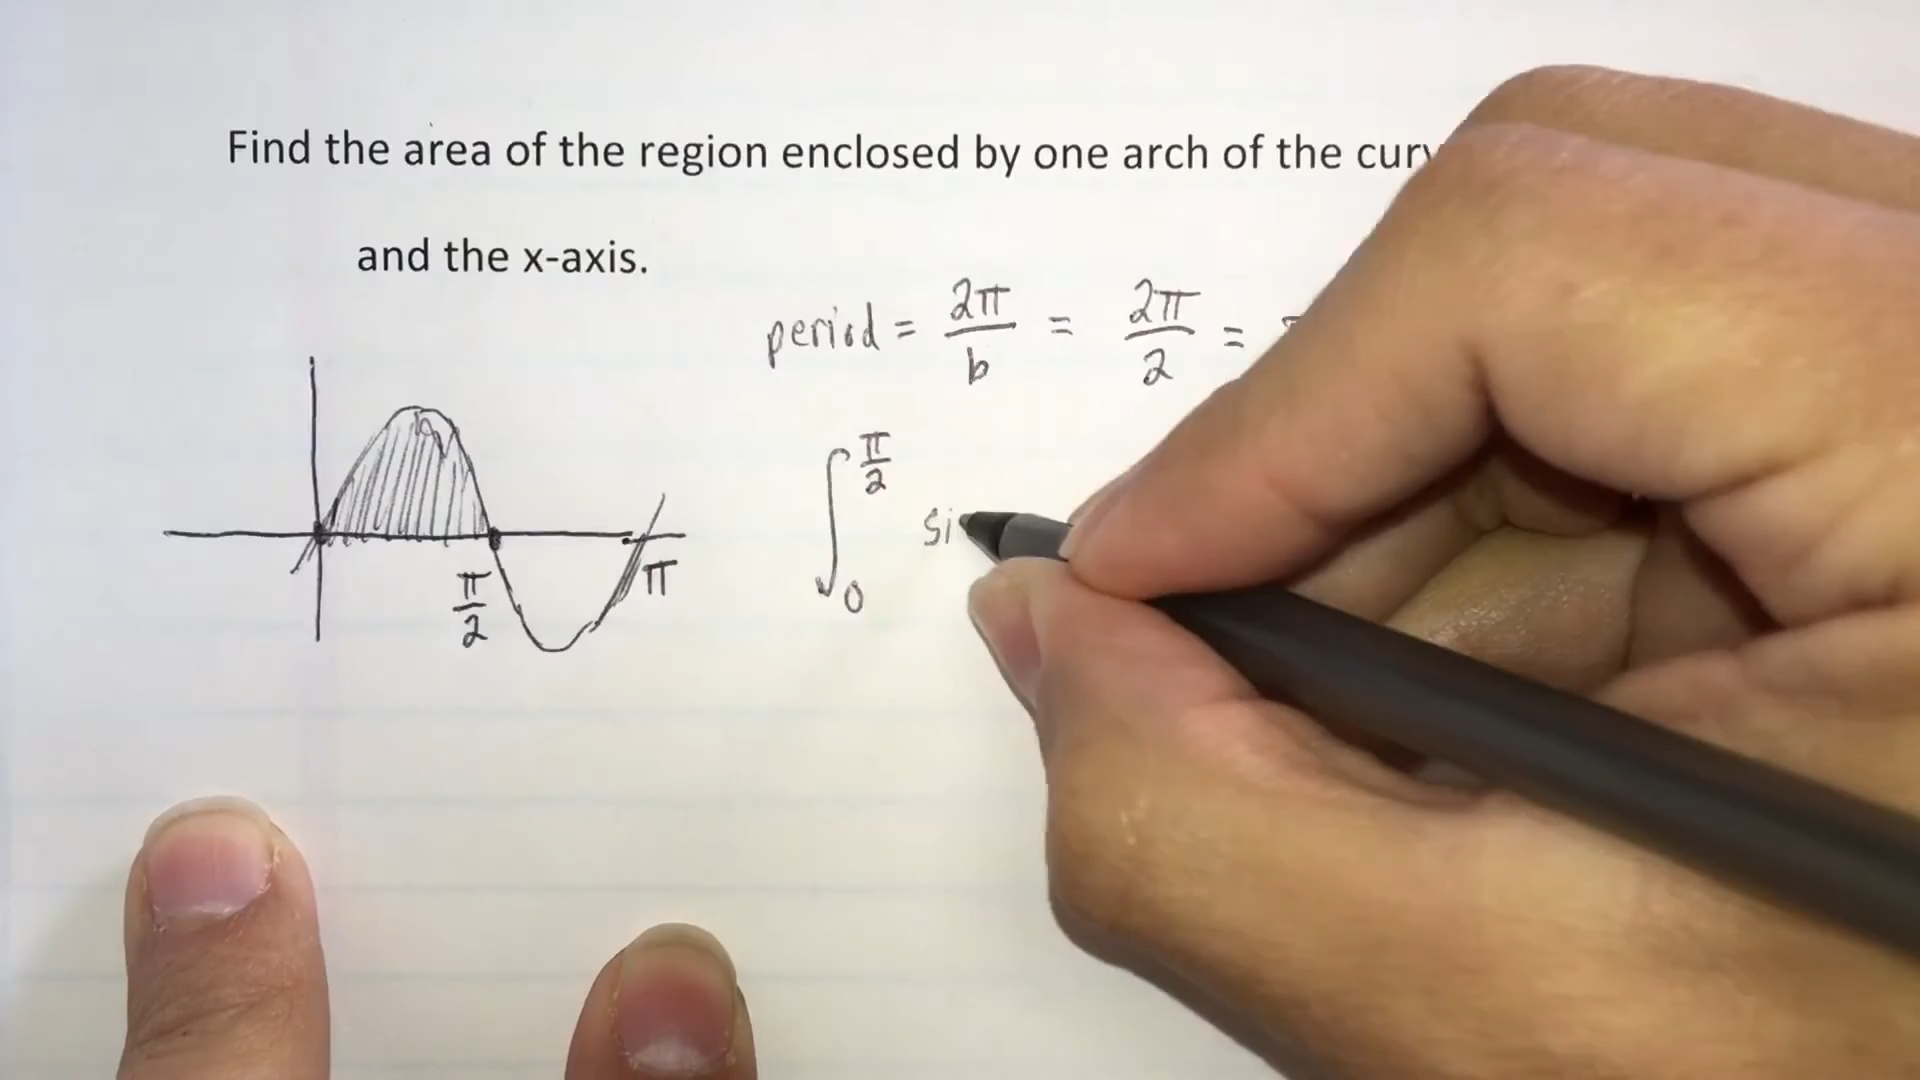 Find the area of the region enclosed by one arch of the
and the x-axis.
period = 2π/b = 2π/2 =
∫₀^(π/2) si
π/2
π